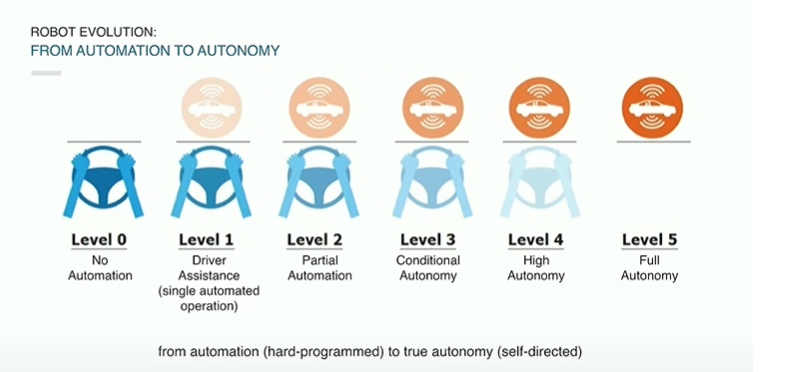 ROBOT EVOLUTION:
FROM AUTOMATION TO AUTONOMY
Level 0
No
Automation
Level 1
Driver
Assistance
(single automated
operation)
Level 2
Partial
Automation
Level 3
Conditional
Autonomy
Level 4
High
Autonomy
Level 5
Full
Autonomy
from automation (hard-programmed) to true autonomy (self-directed)